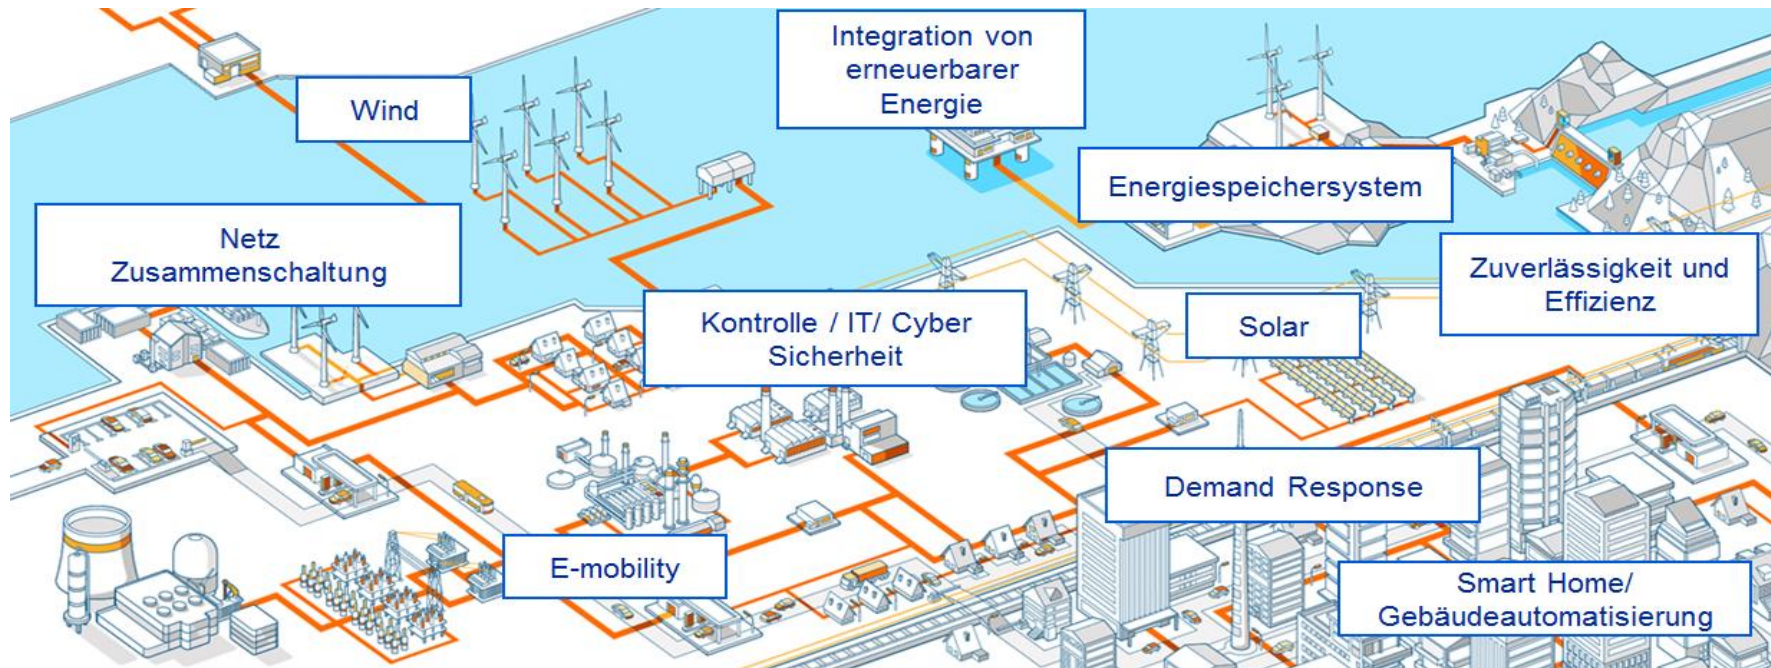 Wind
Integration von
erneuerbarer
Energie
Energiespeichersystem
Netz
Zusammenschaltung
Zuverlässigkeit und
Effizienz
Kontrolle / IT/ Cyber
Sicherheit
Solar
Demand Response
E-mobility
Smart Home/
Gebäudeautomatisierung